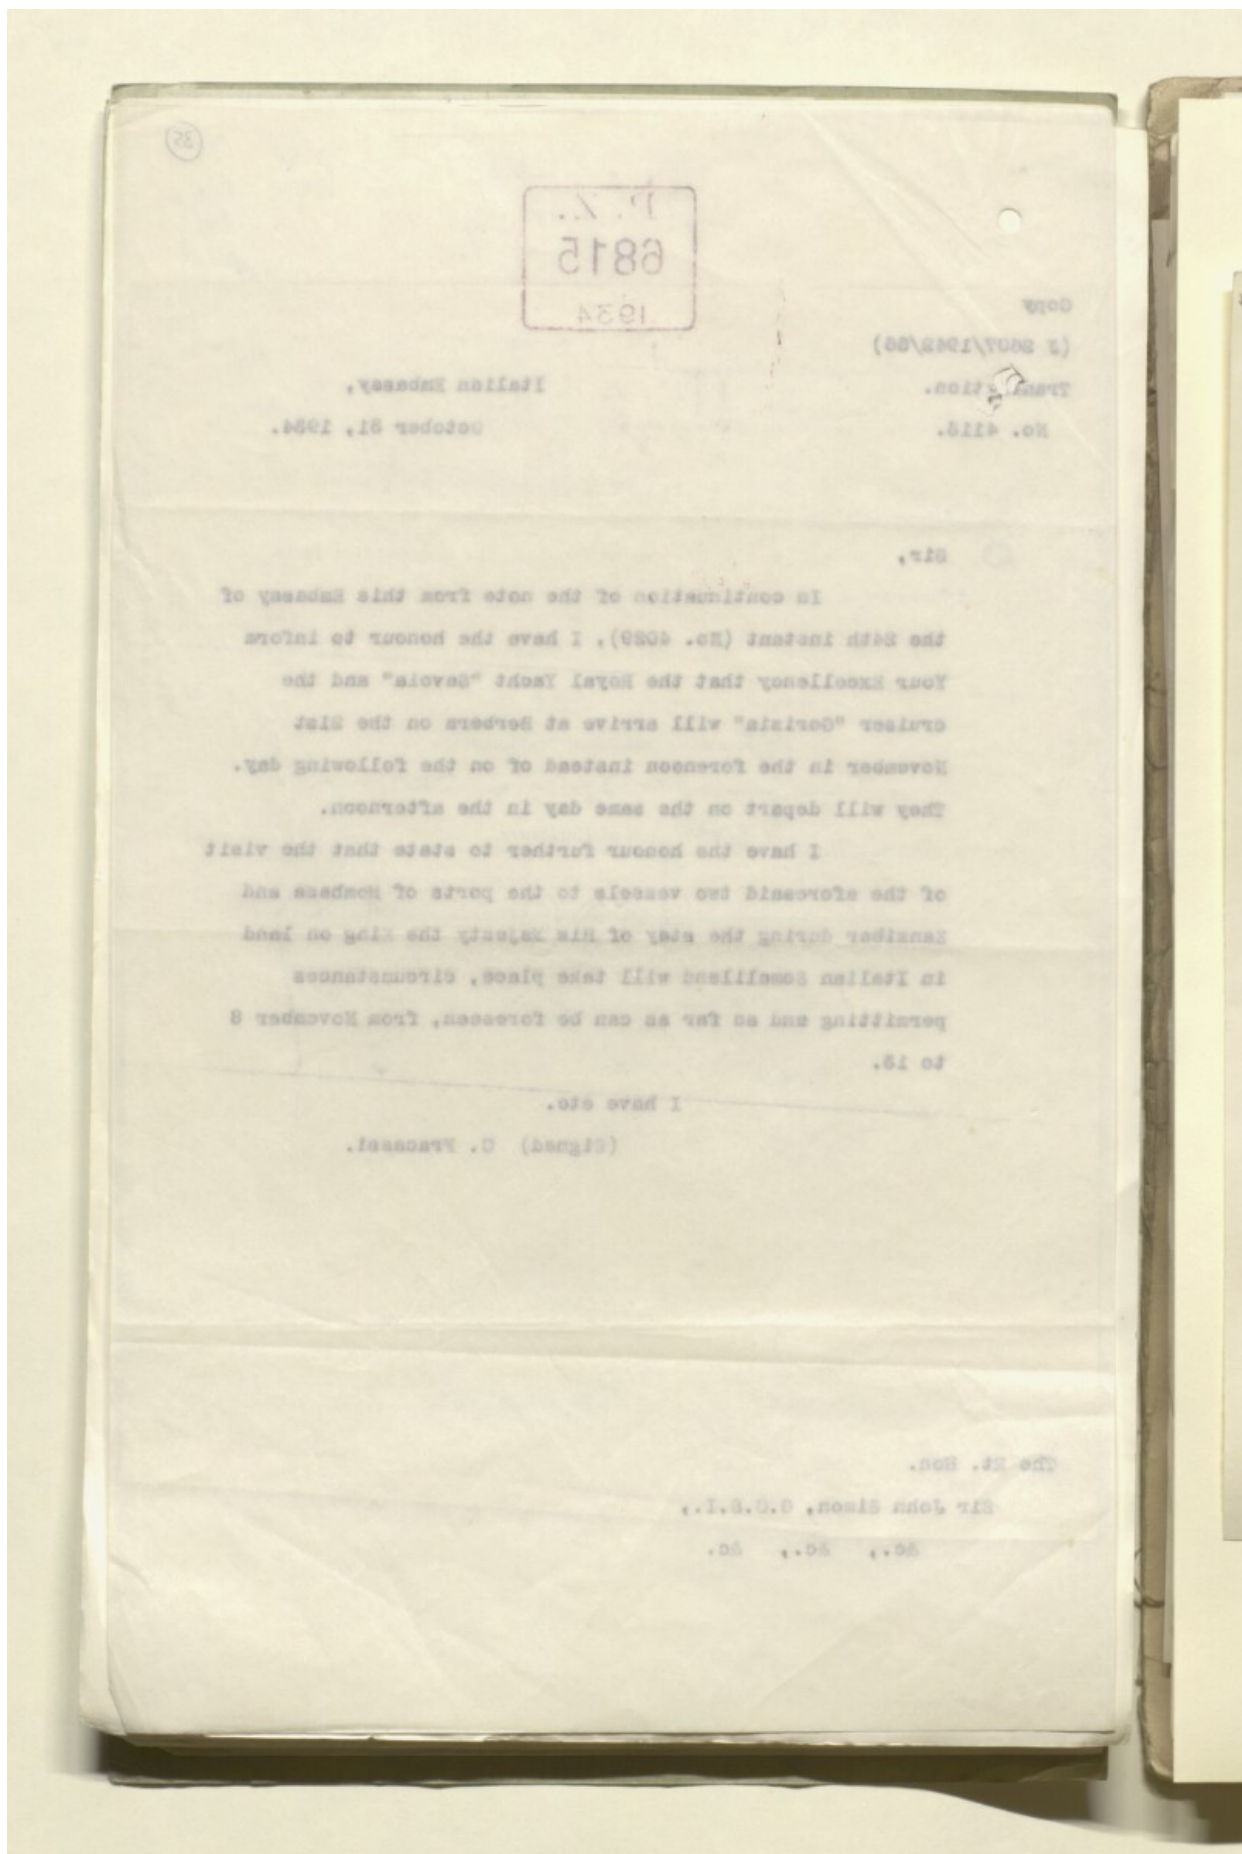 35
P.Z.
6815
1934
Copy
(J 2607/1942/66)
Translation.
Italian Embassy,
No. 4113.
October 31, 1934.
Sir,
In continuation of the note from this Embassy of
the 24th instant (No. 4029), I have the honour to inform
Your Excellency that the Royal Yacht "Savoia" and the
cruiser "Gorizia" will arrive at Berbera on the 21st
November in the forenoon instead of on the following day.
They will depart on the same day in the afternoon.
I have the honour further to state that the visit
of the aforesaid two vessels to the ports of Mombasa and
Zanzibar during the stay of His Majesty the King on land
in Italian Somaliland will take place, circumstances
permitting and so far as can be foreseen, from November 8
to 18.
I have etc.
(Signed) C. Fracassi.
The Rt. Hon.
Sir John Simon, G.C.S.I.,
&c., &c., &c.